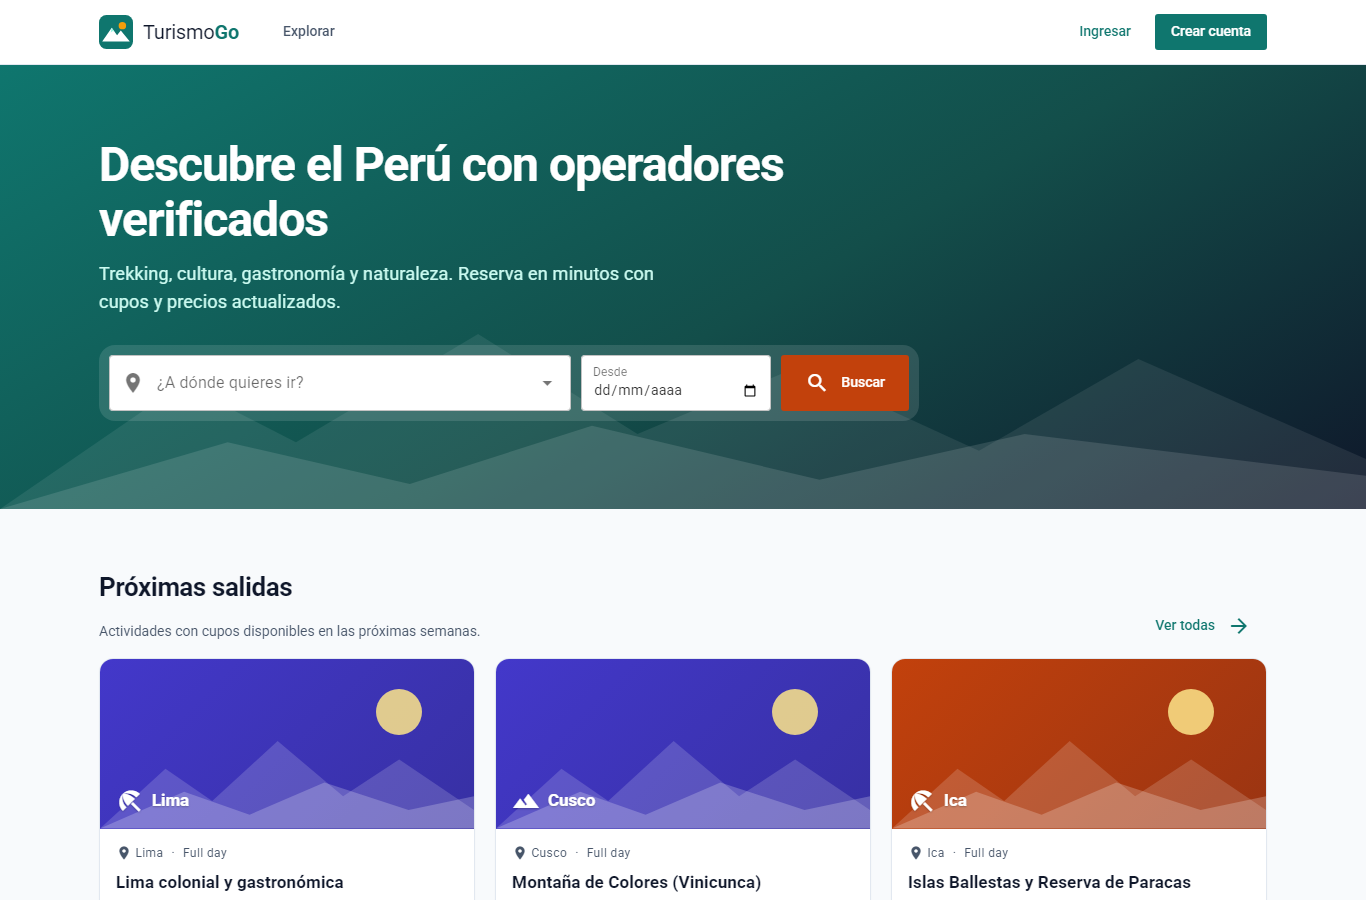 TurismoGo
Explorar
Ingresar
Crear cuenta
Descubre el Perú con operadores
verificados
Trekking, cultura, gastronomía y naturaleza. Reserva en minutos con
cupos y precios actualizados.
¿A dónde quieres ir?
Desde
dd/mm/aaaa
Buscar
Próximas salidas
Actividades con cupos disponibles en las próximas semanas.
Ver todas
Lima
Cusco
Ica
Lima · Full day
Cusco · Full day
Ica · Full day
Lima colonial y gastronómica
Montaña de Colores (Vinicunca)
Islas Ballestas y Reserva de Paracas